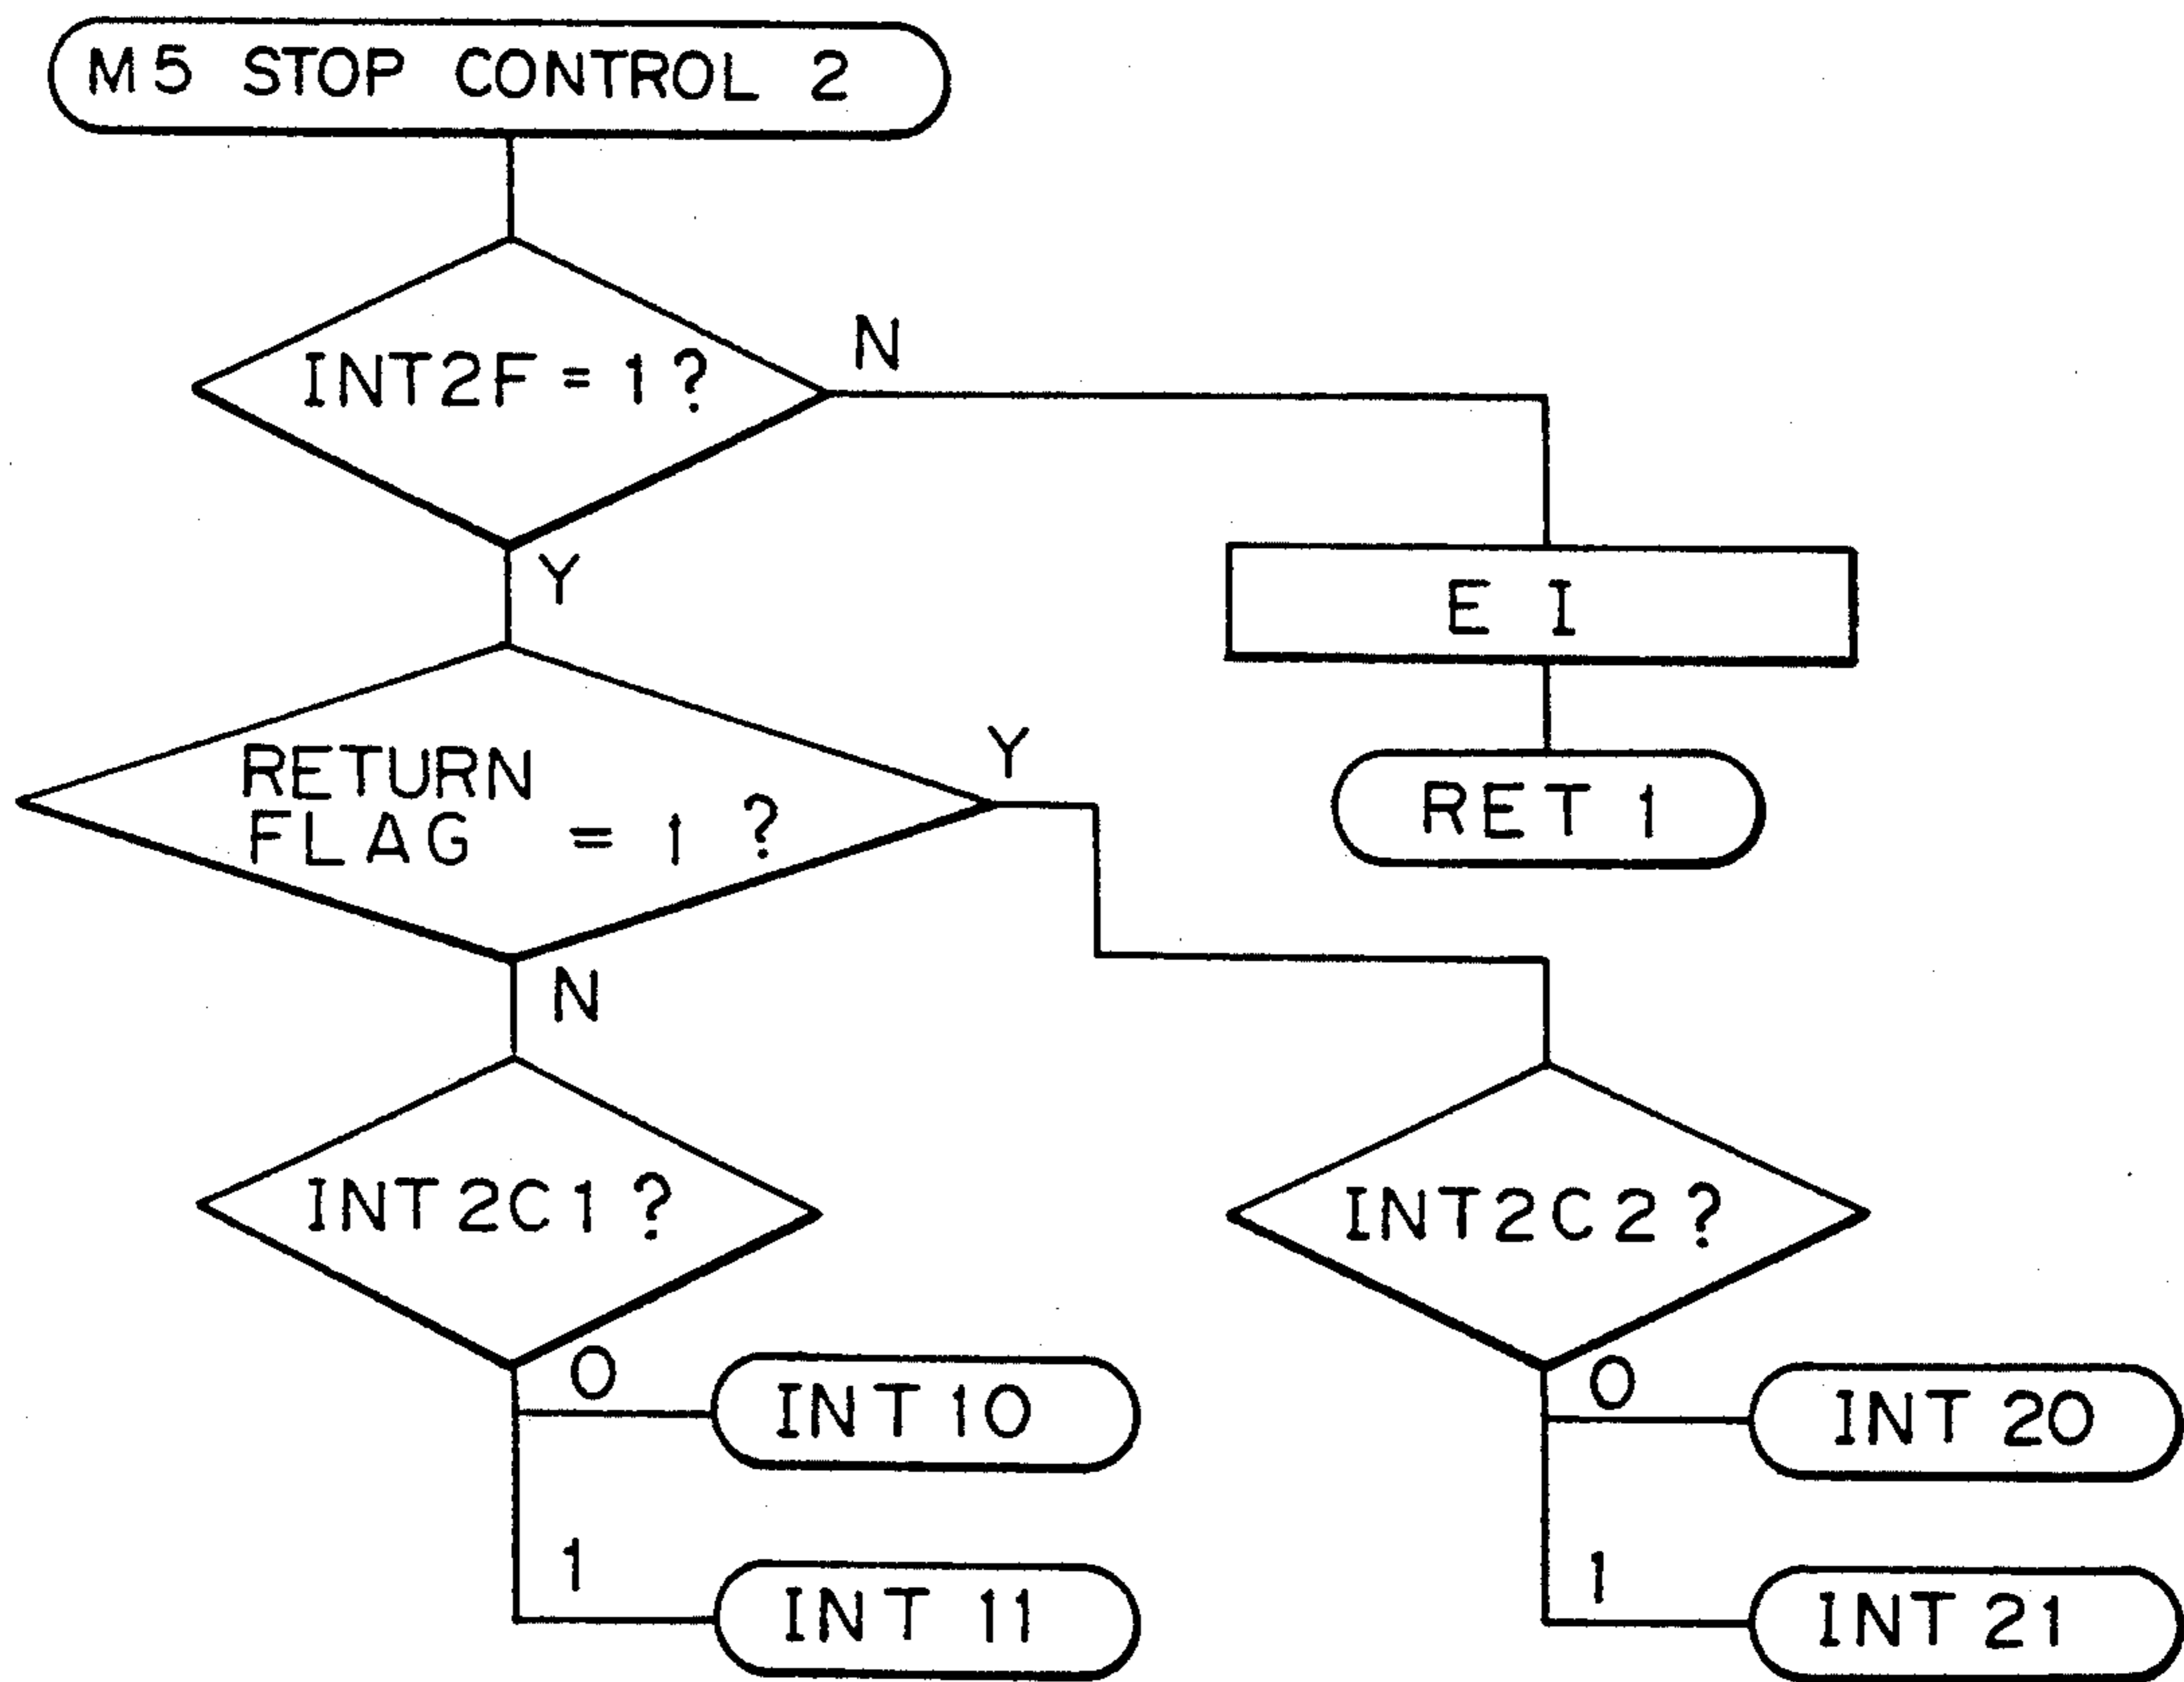 M5 STOP CONTROL 2
INT2F = 1 ?
N
Y
E I
RETURN
FLAG = 1 ?
Y
RET 1
N
INT2C1 ?
INT2C2 ?
0
INT 10
0
INT 20
1
INT 11
1
INT 21